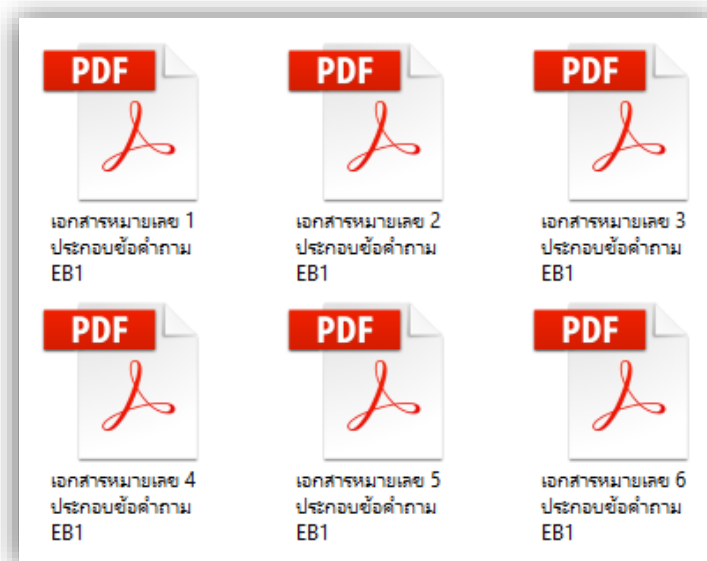 PDF
PDF
PDF
เอกสารหมายเลข 1
ประกอบข้อคำถาม
EB1
เอกสารหมายเลข 2
ประกอบข้อคำถาม
EB1
เอกสารหมายเลข 3
ประกอบข้อคำถาม
EB1
PDF
PDF
PDF
เอกสารหมายเลข 4
ประกอบข้อคำถาม
EB1
เอกสารหมายเลข 5
ประกอบข้อคำถาม
EB1
เอกสารหมายเลข 6
ประกอบข้อคำถาม
EB1